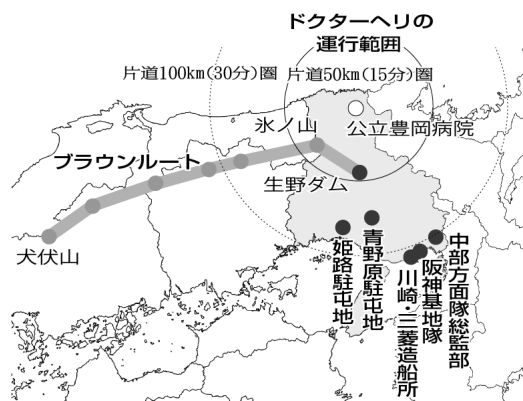 ドクターヘリの
運行範囲
片道100km(30分)圏
片道50km(15分)圏
氷ノ山
公立豊岡病院
ブラウンルート
生野ダム
犬伏山
姫路駐屯地
青野原駐屯地
川崎・三菱造船所
阪神基地隊
中部方面隊総監部